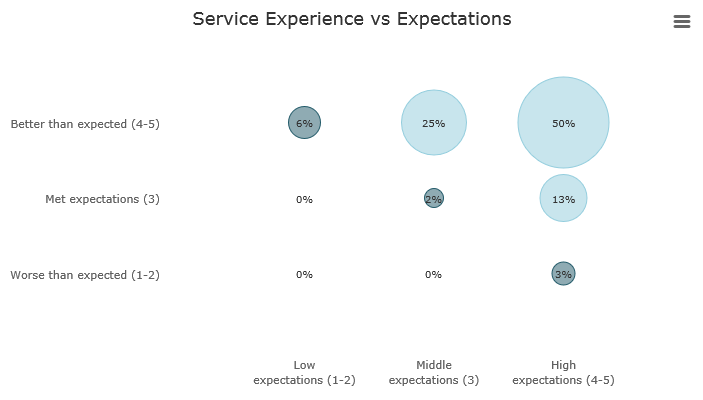 Service Experience vs Expectations
Better than expected (4-5)
6%
25%
50%
Met expectations (3)
0%
2%
13%
Worse than expected (1-2)
0%
0%
3%
Low
expectations (1-2)
Middle
expectations (3)
High
expectations (4-5)